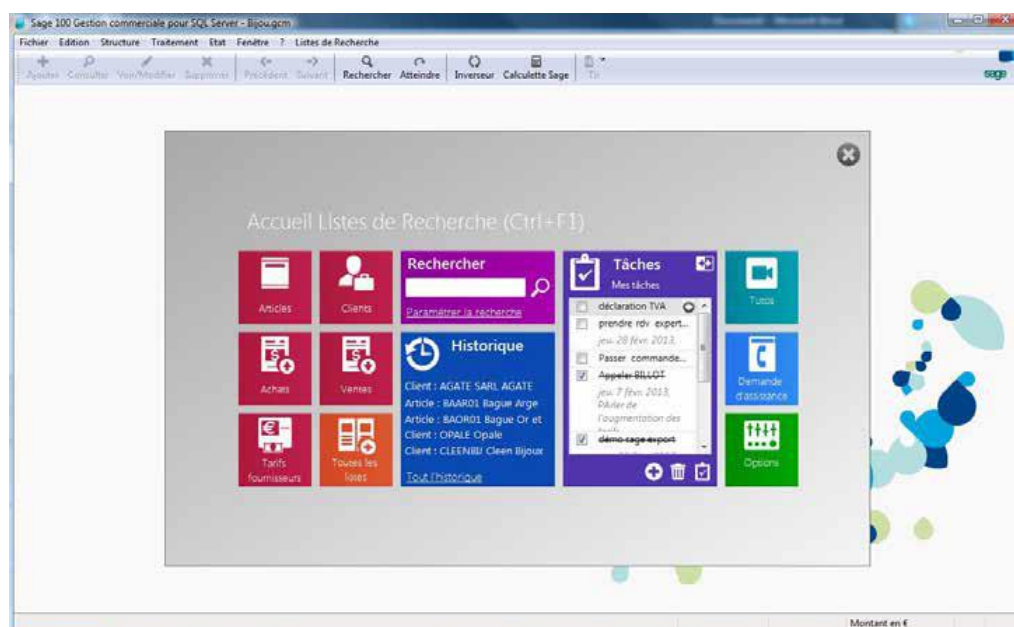 Sage 100 Gestion commerciale pour SQL Server - Bijou.gcm
Fichier Edition Structure Traitement Etat Fenêtre ? Listes de Recherche
Ajouter Consulter Voir/Modifier Supprimer Précédent Suivant Rechercher Atteindre Inverseur Calculette Sage
sage
Accueil Listes de Recherche (Ctrl+F1)
Articles
Clients
Achats
Ventes
Tarifs
fournisseurs
Toutes les
listes
Rechercher
Paramétrer la recherche
Historique
Client : AGATE SARL AGATE
Article : BAAR01 Bague Arge
Article : BAOR01 Bague Or et
Client : OPALE Opale
Client : CLEENBIJ Cleen Bijoux
Tout l'historique
Tâches
Mes tâches
déclaration TVA
prendre rdv expert...
jeu. 28 févr. 2013,
Passer commande...
Appeler BILLOT
jeu. 7 févr. 2013,
PArler de
l'augmentation des
démo sage export
Tutos
Demande
d'assistance
Options
Montant en €